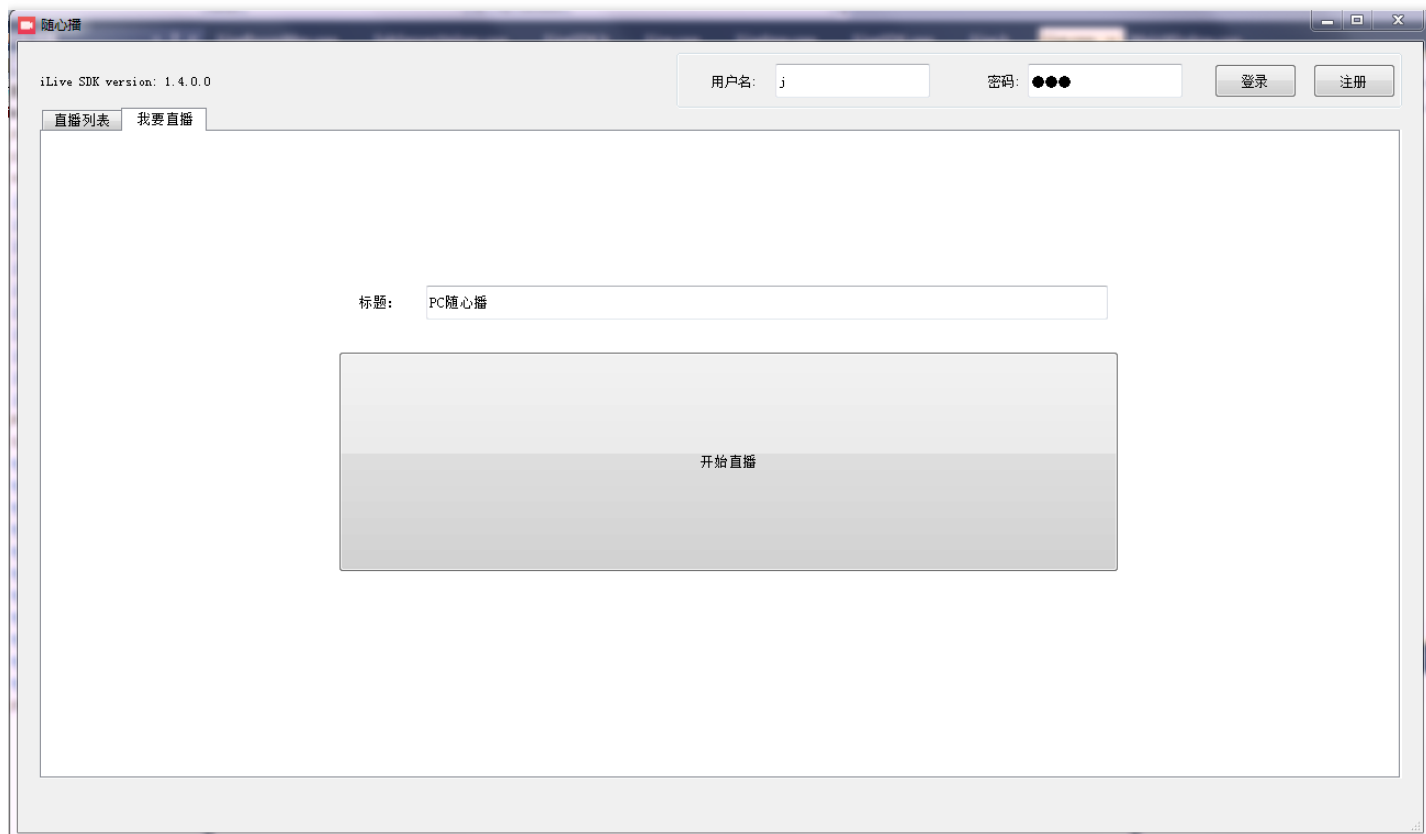 随心播
iLive SDK version: 1.4.0.0
用户名: j 密码: ●●● 登录 注册
直播列表 我要直播
标题: PC随心播
开始直播